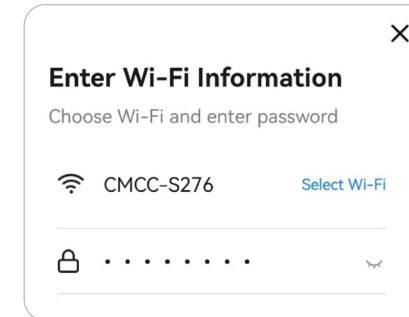 Enter Wi-Fi Information
Choose Wi-Fi and enter password
CMCC-S276 Select Wi-Fi
• • • • • • • •